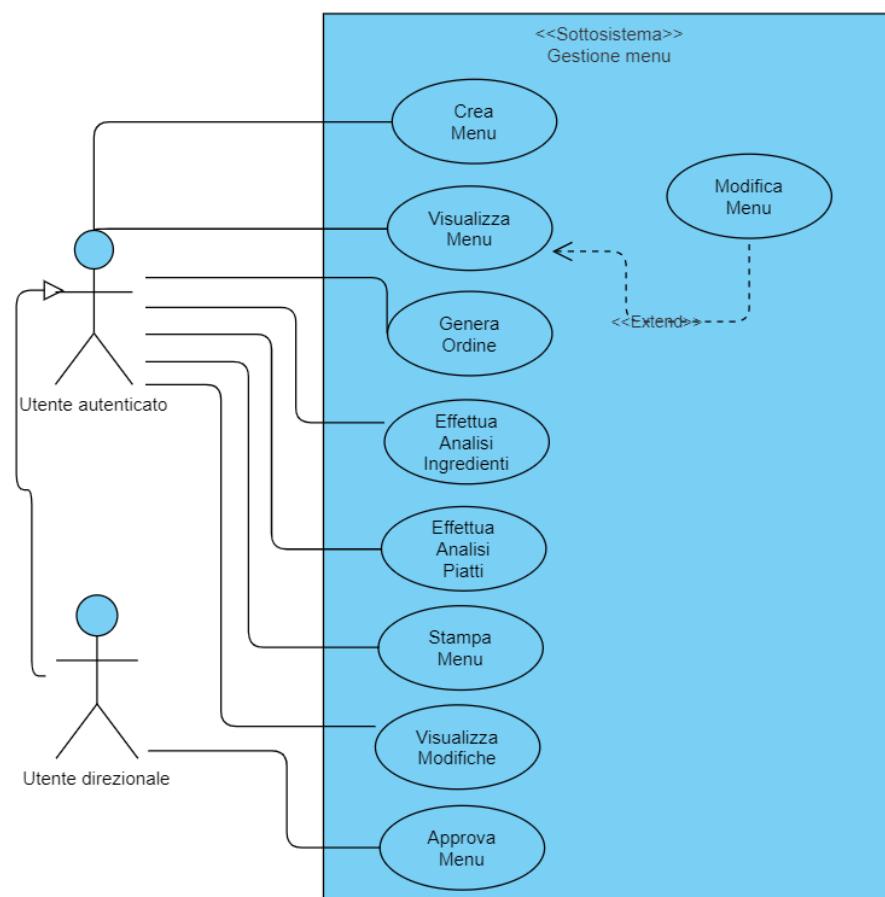 <<Sottosistema>>
Gestione menu
Crea
Menu
Modifica
Menu
Visualizza
Menu
Genera
Ordine
<<Extend>>
Utente autenticato
Effettua
Analisi
Ingredienti
Effettua
Analisi
Piatti
Stampa
Menu
Visualizza
Modifiche
Utente direzionale
Approva
Menu